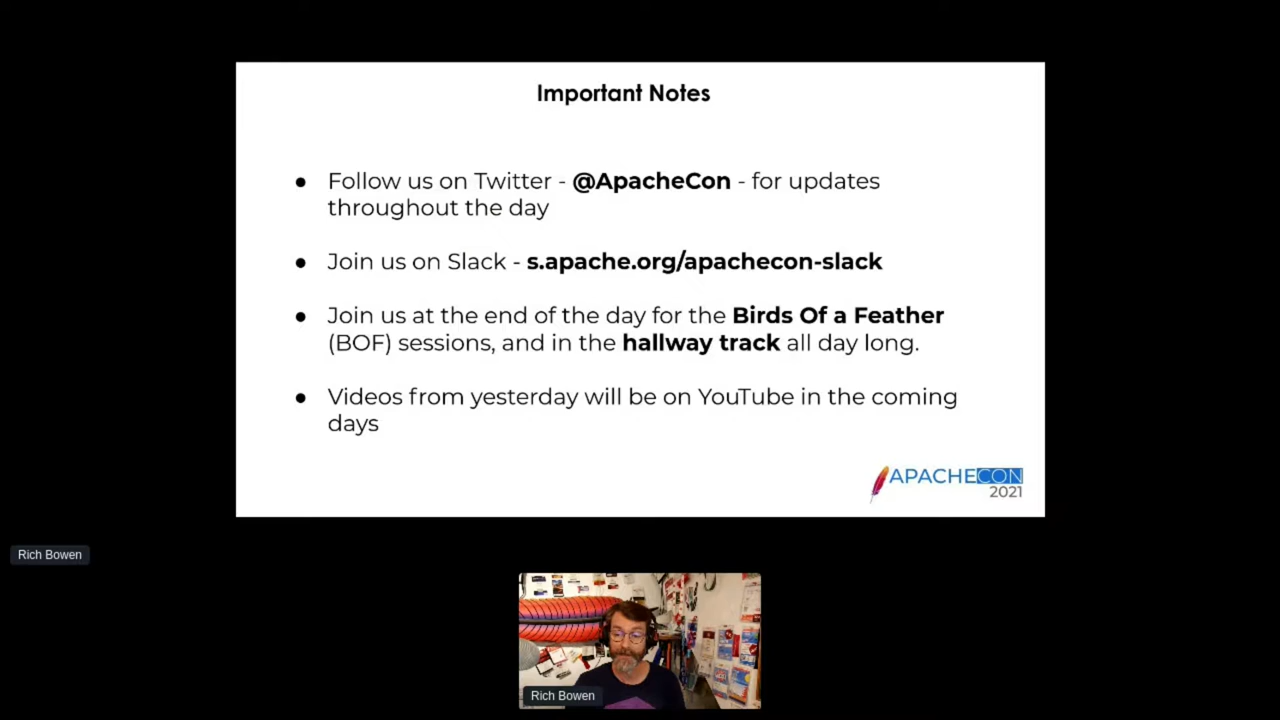 Important Notes
● Follow us on Twitter - @ApacheCon - for updates
throughout the day
● Join us on Slack - s.apache.org/apachecon-slack
● Join us at the end of the day for the Birds Of a Feather
(BOF) sessions, and in the hallway track all day long.
● Videos from yesterday will be on YouTube in the coming
days
APACHECON
2021
Rich Bowen
Rich Bowen